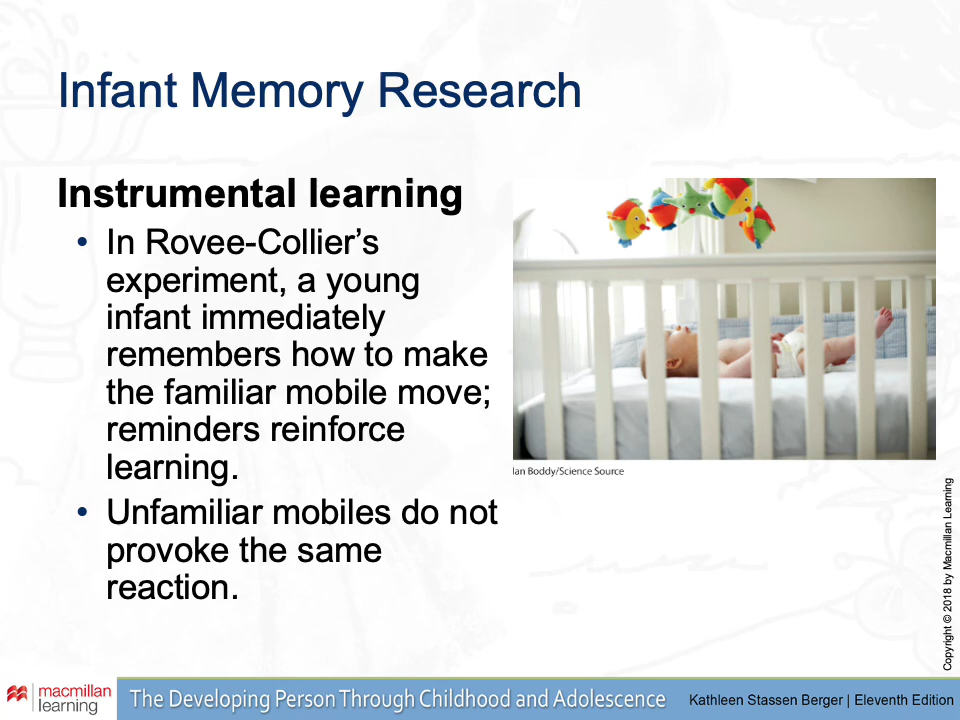 Infant Memory Research
Instrumental learning
• In Rovee-Collier’s
experiment, a young
infant immediately
remembers how to make
the familiar mobile move;
reminders reinforce
learning.
• Unfamiliar mobiles do not
provoke the same
reaction.
Ian Boddy/Science Source
Copyright © 2018 by Macmillan Learning
macmillan
learning
The Developing Person Through Childhood and Adolescence
Kathleen Stassen Berger | Eleventh Edition